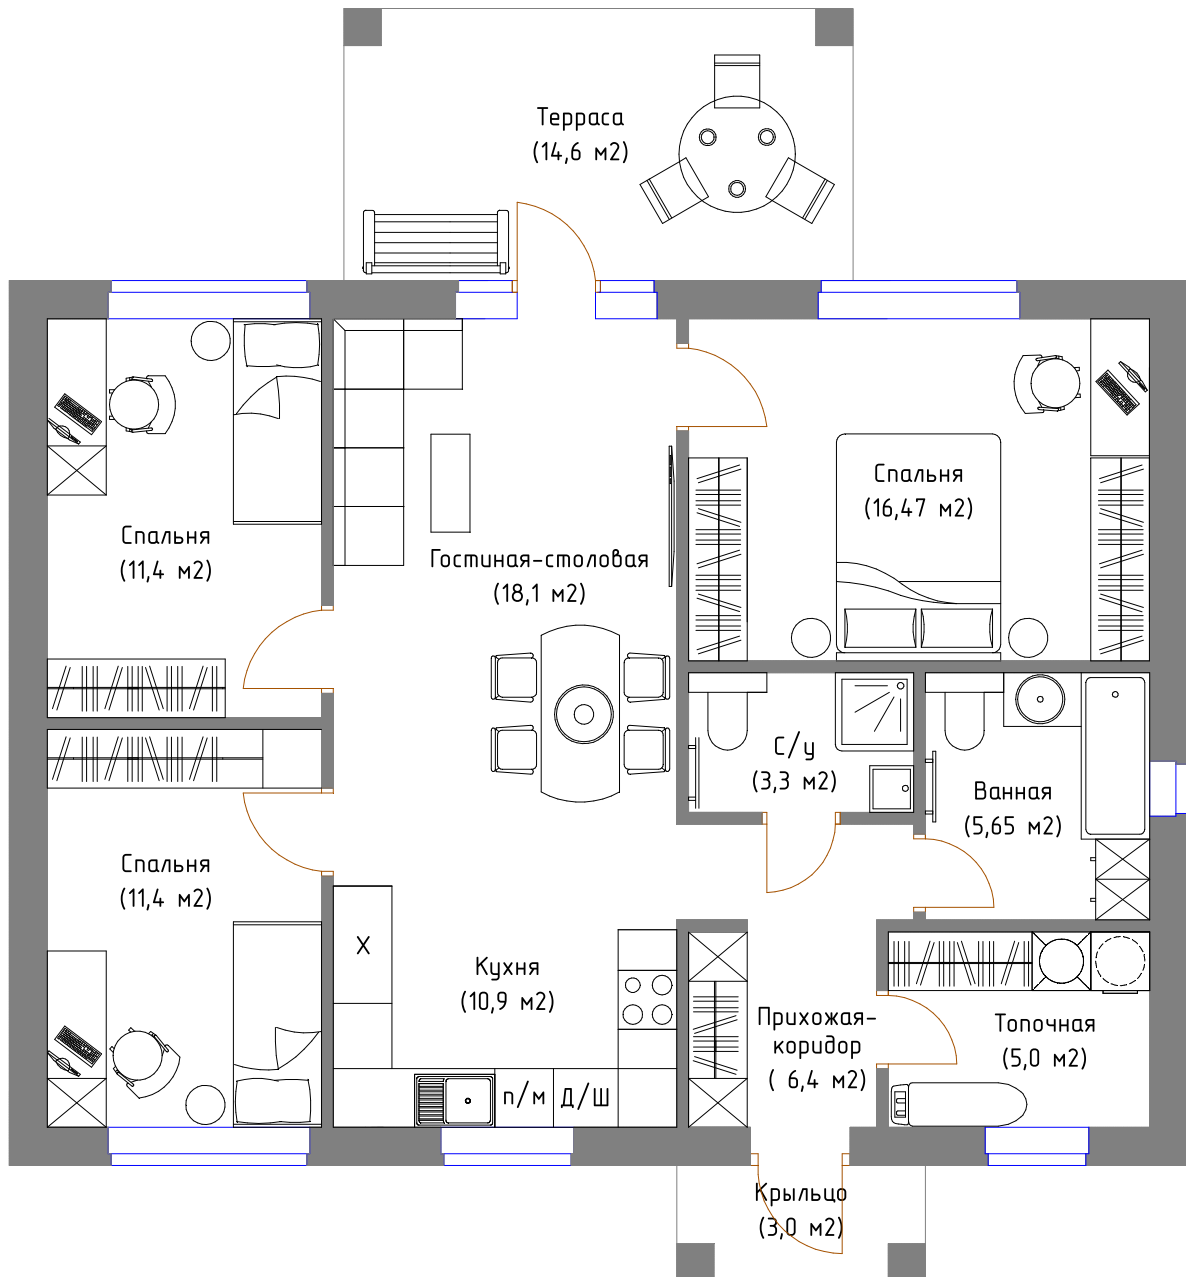 Терраса
(14,6 м2)
Спальня
(16,47 м2)
Спальня
(11,4 м2)
Гостиная-столовая
(18,1 м2)
С/у
(3,3 м2)
Ванная
(5,65 м2)
Спальня
(11,4 м2)
Х
Кухня
(10,9 м2)
Прихожая-
коридор
( 6,4 м2)
Топочная
(5,0 м2)
п/м
Д/Ш
Крыльцо
(3,0 м2)